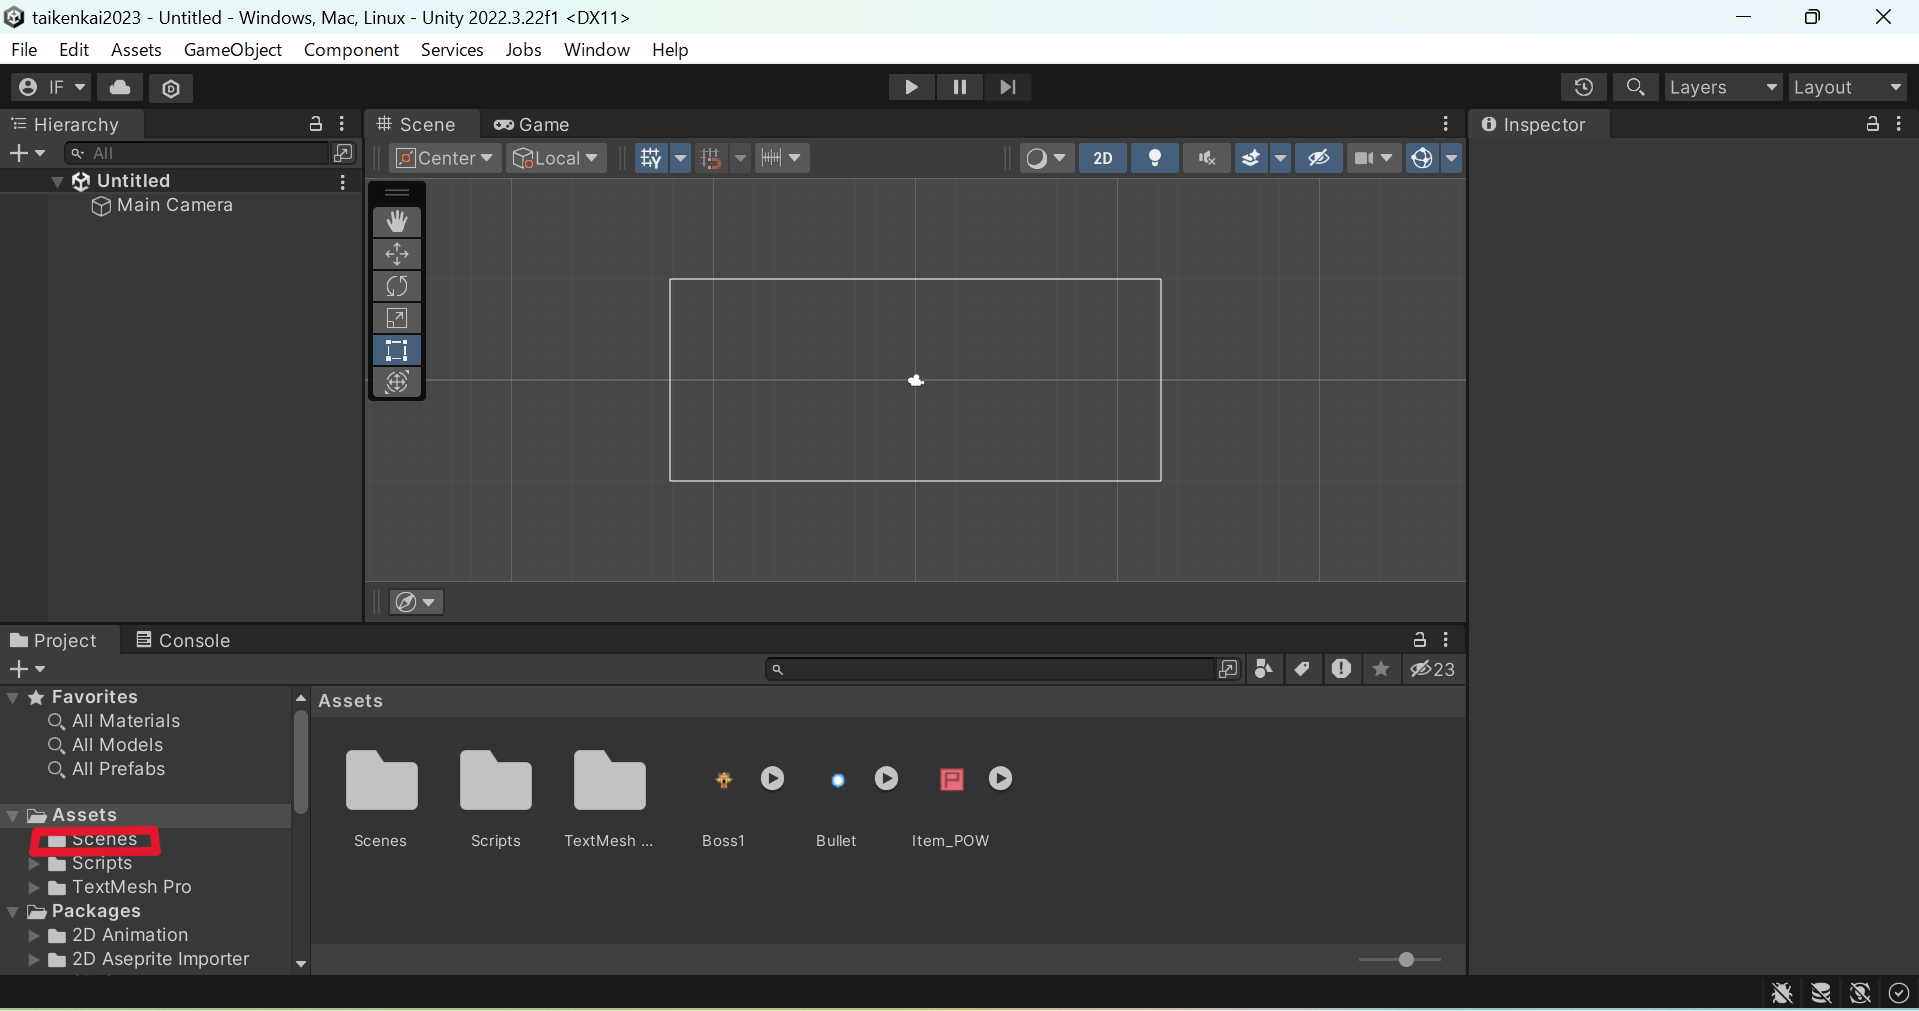 taikenkai2023 - Untitled - Windows, Mac, Linux - Unity 2022.3.22f1 <DX11>
File Edit Assets GameObject Component Services Jobs Window Help
IF Layers Layout
Hierarchy
All
Untitled
Main Camera
Scene Game
Center Local 2D
Inspector
Project Console
23
Favorites
All Materials
All Models
All Prefabs
Assets
Scenes
Scripts
TextMesh Pro
Packages
2D Animation
2D Aseprite Importer
Assets
Scenes Scripts TextMesh ... Boss1 Bullet Item_POW
P